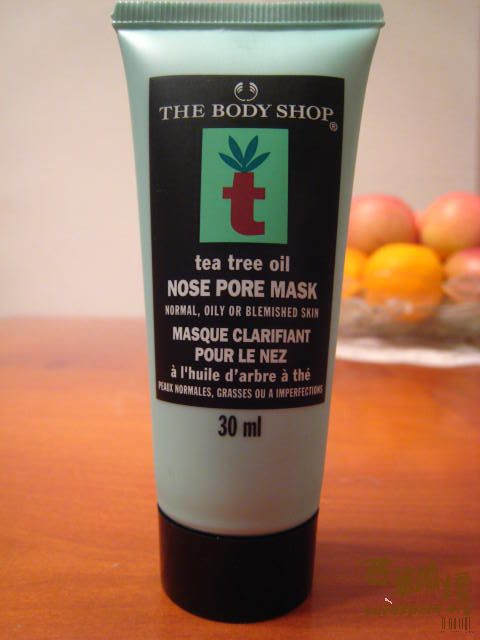 THE BODY SHOP
®
t
tea tree oil
NOSE PORE MASK
NORMAL, OILY OR BLEMISHED SKIN
MASQUE CLARIFIANT
POUR LE NEZ
à l'huile d'arbre à thé
PEAUX NORMALES, GRASSES OU A IMPERFECTIONS
30 ml